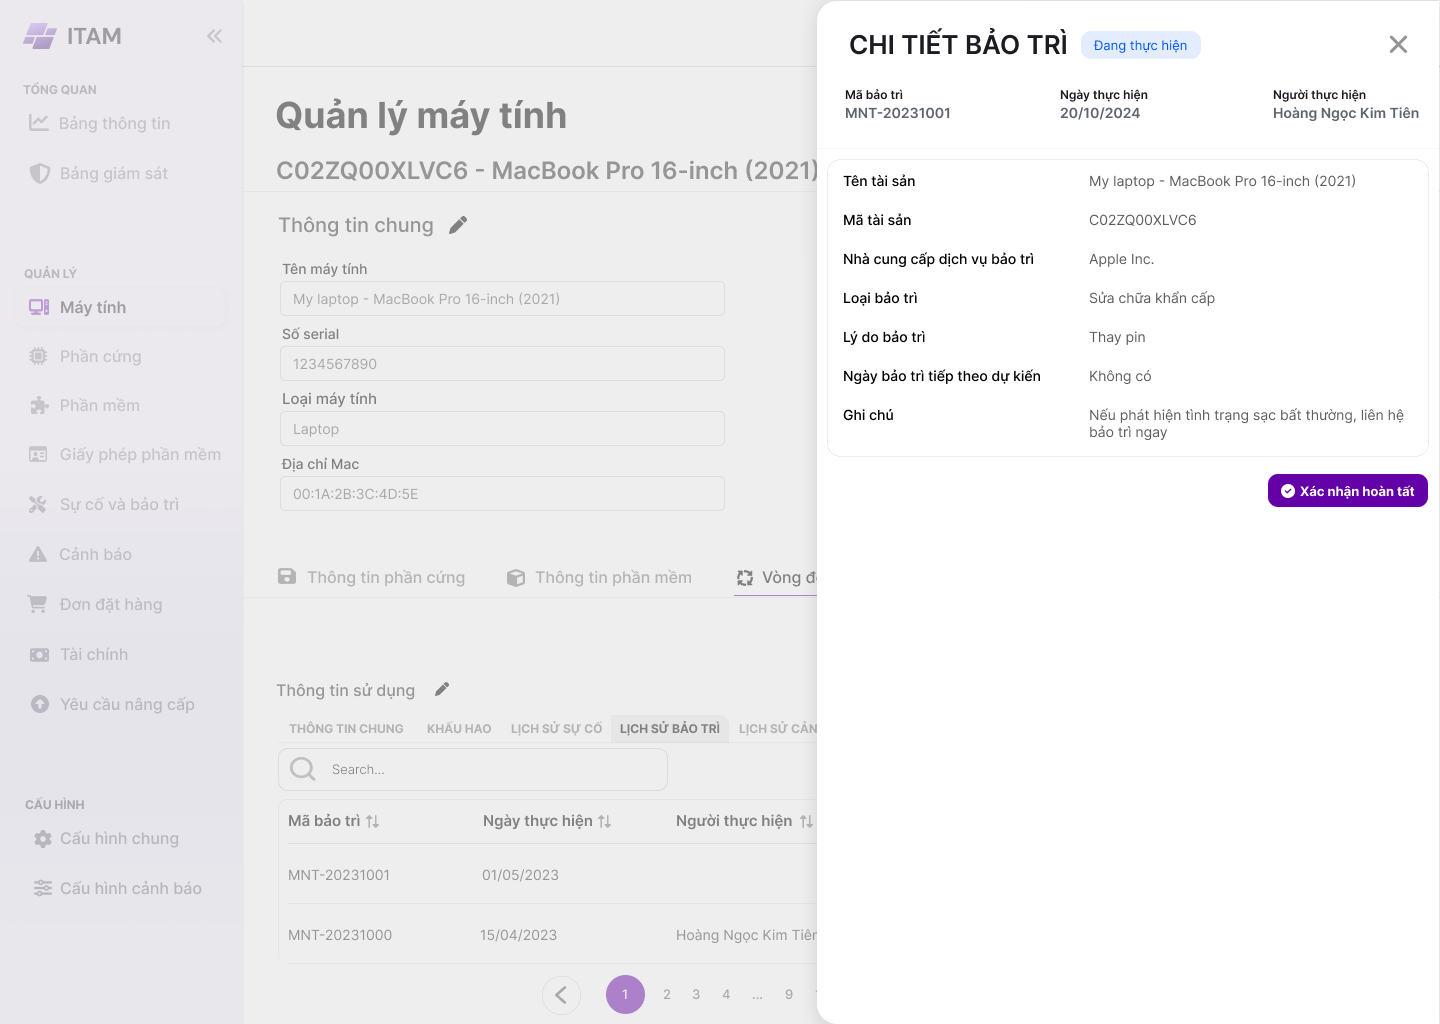 ITAM
TỔNG QUAN
Bảng thông tin
Bảng giám sát
QUẢN LÝ
Máy tính
Phần cứng
Phần mềm
Giấy phép phần mềm
Sự cố và bảo trì
Cảnh báo
Đơn đặt hàng
Tài chính
Yêu cầu nâng cấp
CẤU HÌNH
Cấu hình chung
Cấu hình cảnh báo
Quản lý máy tính
C02ZQ00XLVC6 - MacBook Pro 16-inch (2021)
Thông tin chung
Tên máy tính
My laptop - MacBook Pro 16-inch (2021)
Số serial
1234567890
Loại máy tính
Laptop
Địa chỉ Mac
00:1A:2B:3C:4D:5E
Thông tin phần cứng Thông tin phần mềm Vòng
Thông tin sử dụng
THÔNG TIN CHUNG KHẤU HAO LỊCH SỬ SỰ CỐ LỊCH SỬ BẢO TRÌ LỊCH SỬ CẢN
Search...
Mã bảo trì Ngày thực hiện Người thực hiện
MNT-20231001 01/05/2023
MNT-20231000 15/04/2023 Hoàng Ngọc Kim Tiên
1 2 3 4 ... 9
CHI TIẾT BẢO TRÌ Đang thực hiện
Mã bảo trì Ngày thực hiện Người thực hiện
MNT-20231001 20/10/2024 Hoàng Ngọc Kim Tiên
Tên tài sản My laptop - MacBook Pro 16-inch (2021)
Mã tài sản C02ZQ00XLVC6
Nhà cung cấp dịch vụ bảo trì Apple Inc.
Loại bảo trì Sửa chữa khẩn cấp
Lý do bảo trì Thay pin
Ngày bảo trì tiếp theo dự kiến Không có
Ghi chú Nếu phát hiện tình trạng sạc bất thường, liên hệ
bảo trì ngay
Xác nhận hoàn tất